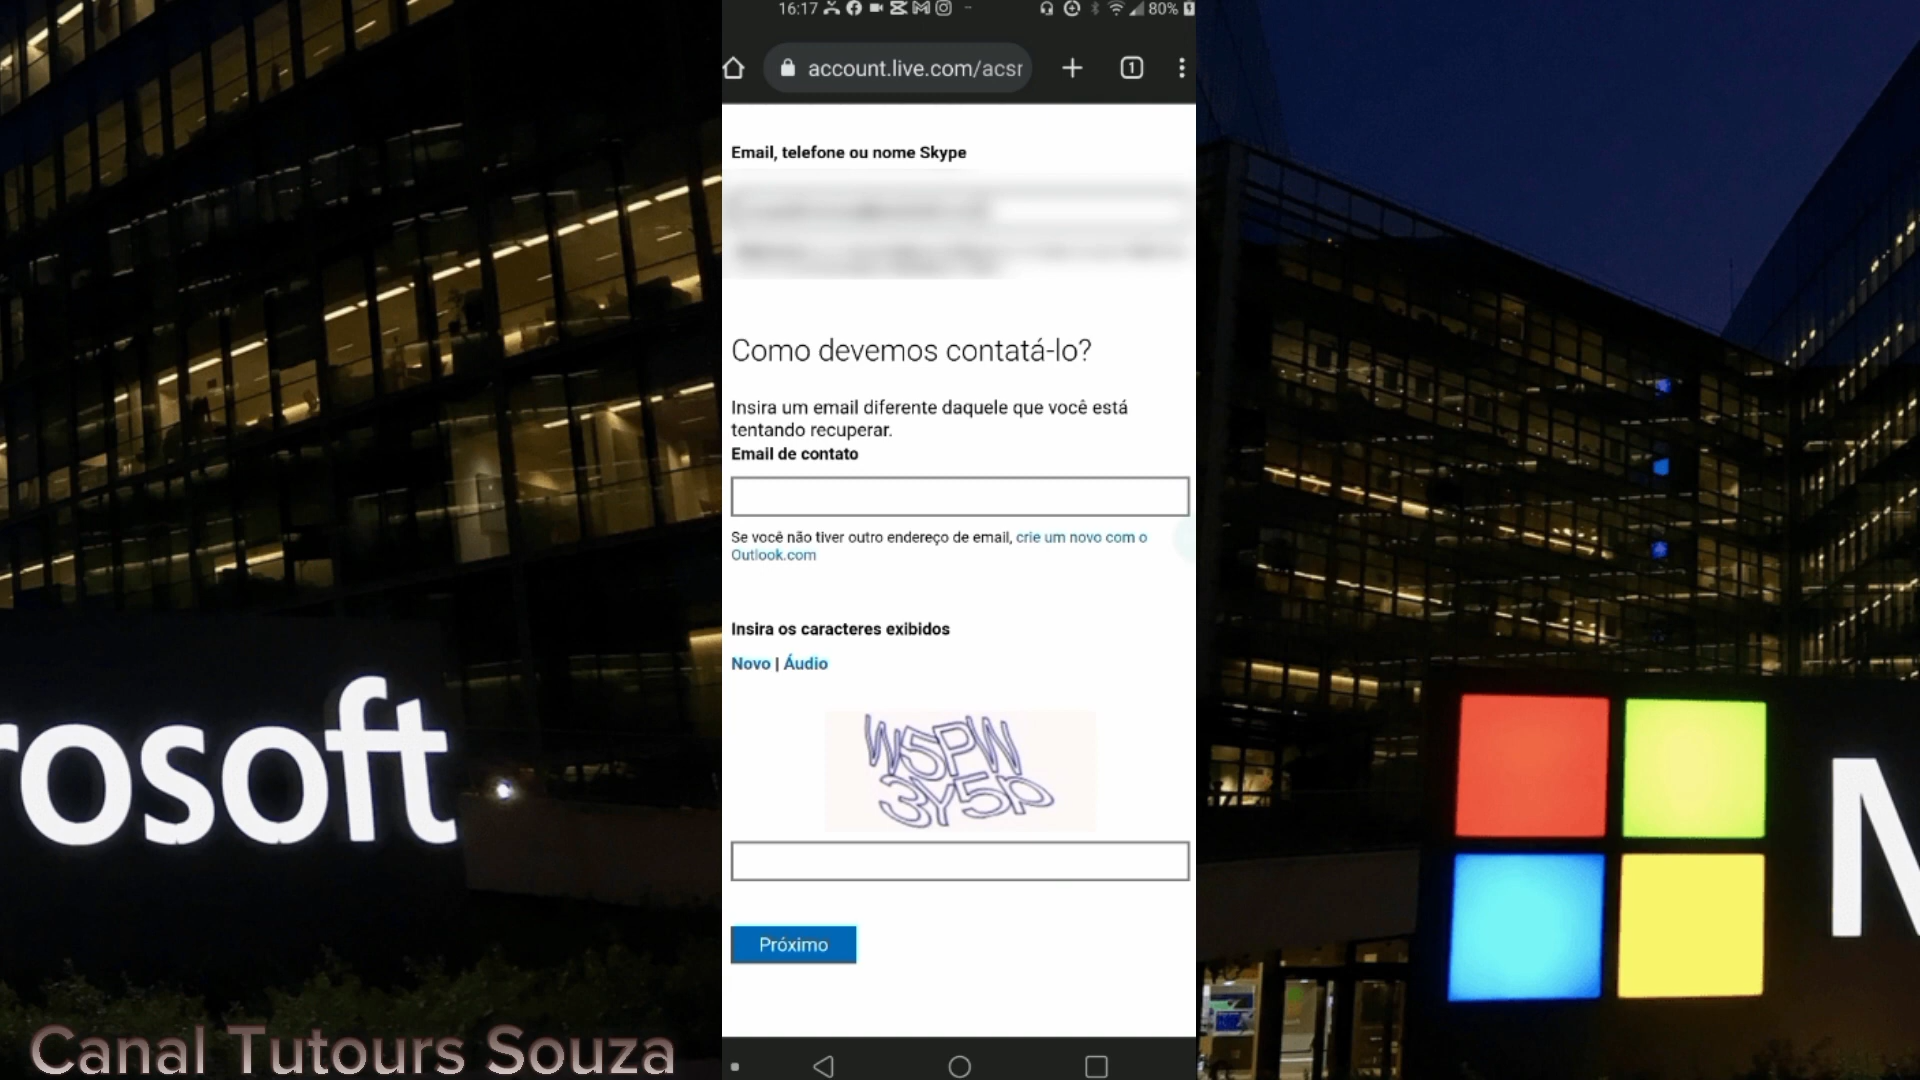 16:17
80%
account.live.com/acsr
1
Email, telefone ou nome Skype
Como devemos contatá-lo?
Insira um email diferente daquele que você está
tentando recuperar.
Email de contato
Se você não tiver outro endereço de email, crie um novo com o
Outlook.com
Insira os caracteres exibidos
Novo | Áudio
W5PW
3Y5P
Próximo
rosoft
M
Canal Tutours Souza